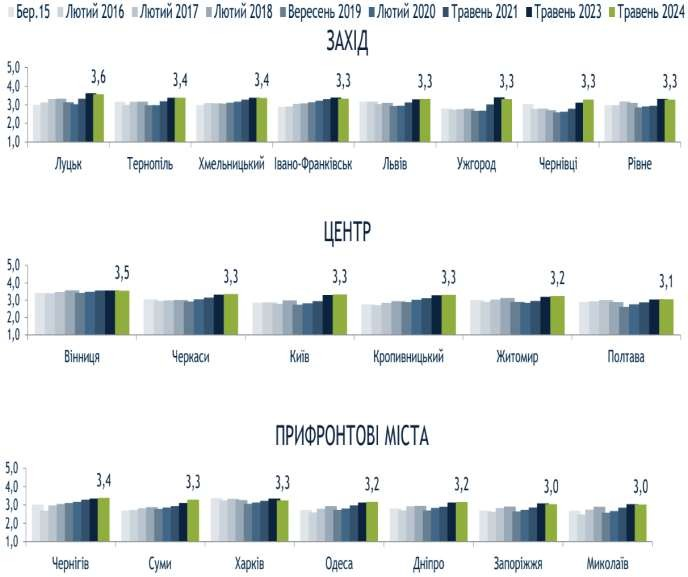 Бер.15 Лютий 2016 Лютий 2017 Лютий 2018 Вересень 2019 Лютий 2020 Травень 2021 Травень 2023 Травень 2024
ЗАХІД
5,0
4,0
3,0
2,0
1,0
3,6 3,4 3,4 3,3 3,3 3,3 3,3 3,3
Луцьк Тернопіль Хмельницький Івано-Франківськ Львів Ужгород Чернівці Рівне
ЦЕНТР
5,0
4,0
3,0
2,0
1,0
3,5 3,3 3,3 3,3 3,2 3,1
Вінниця Черкаси Київ Кропивницький Житомир Полтава
ПРИФРОНТОВІ МІСТА
5,0
4,0
3,0
2,0
1,0
3,4 3,3 3,3 3,2 3,2 3,0 3,0
Чернігів Суми Харків Одеса Дніпро Запоріжжя Миколаїв